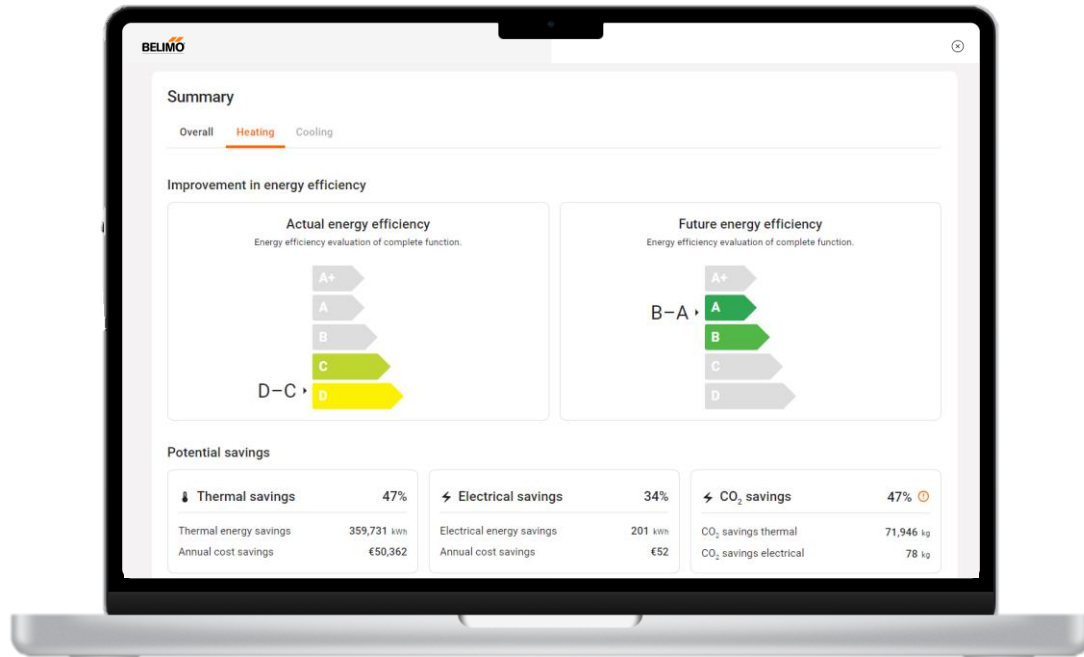 BELIMO
Summary
Overall Heating Cooling
Improvement in energy efficiency
Actual energy efficiency
Energy efficiency evaluation of complete function.
A+
A
B
C
D
D–C
Future energy efficiency
Energy efficiency evaluation of complete function.
A+
A
B
C
D
B–A
Potential savings
Thermal savings 47%
Thermal energy savings 359,731 kWh
Annual cost savings €50,362
Electrical savings 34%
Electrical energy savings 201 kWh
Annual cost savings €52
CO₂ savings 47%
CO₂ savings thermal 71,946 kg
CO₂ savings electrical 78 kg